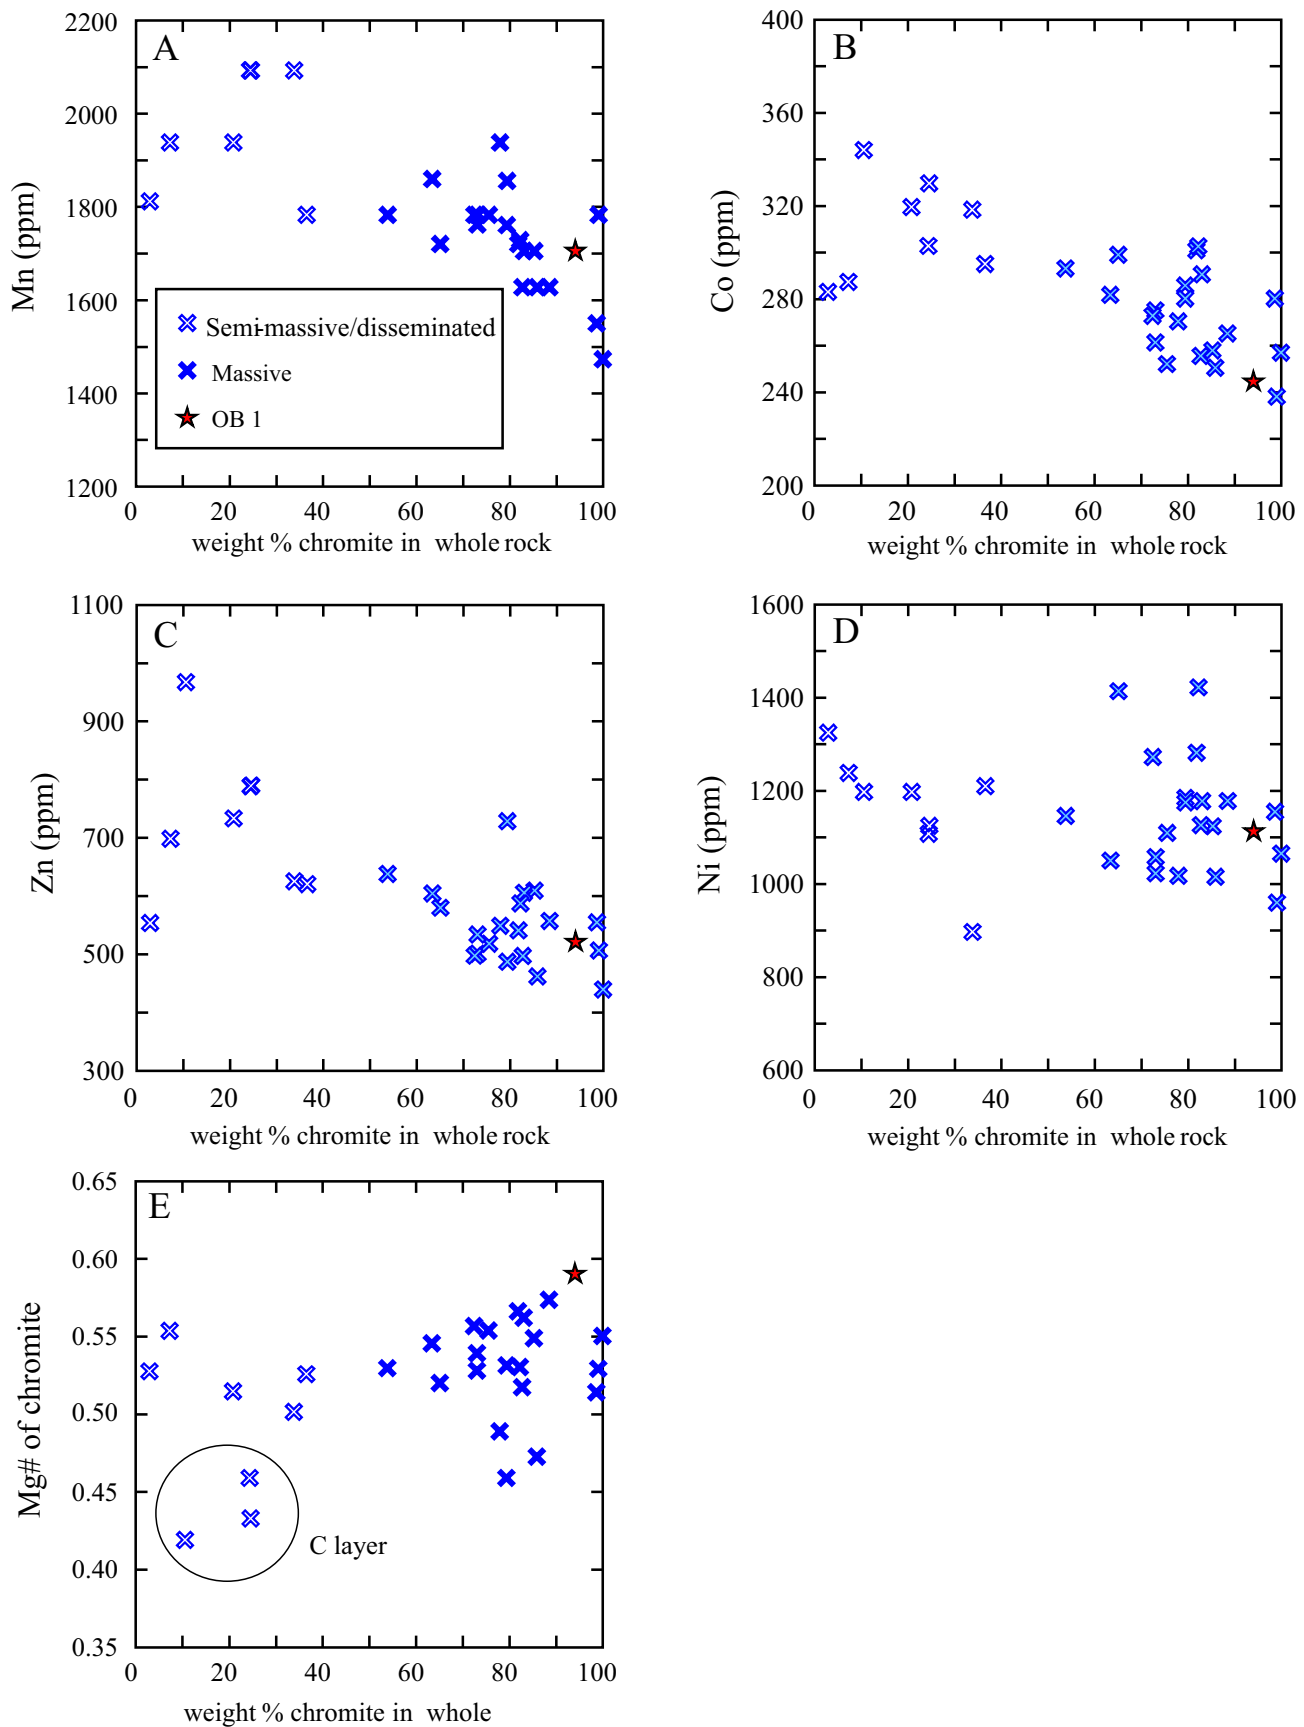 A
Mn (ppm)
2200
2000
1800
1600
1400
1200
Semi-massive/disseminated
Massive
OB 1
0 20 40 60 80 100
weight % chromite in whole rock
B
Co (ppm)
400
360
320
280
240
200
0 20 40 60 80 100
weight % chromite in whole rock
C
Zn (ppm)
1100
900
700
500
300
0 20 40 60 80 100
weight % chromite in whole rock
D
Ni (ppm)
1600
1400
1200
1000
800
600
0 20 40 60 80 100
weight % chromite in whole rock
E
Mg# of chromite
0.65
0.60
0.55
0.50
0.45
0.40
0.35
C layer
0 20 40 60 80 100
weight % chromite in whole